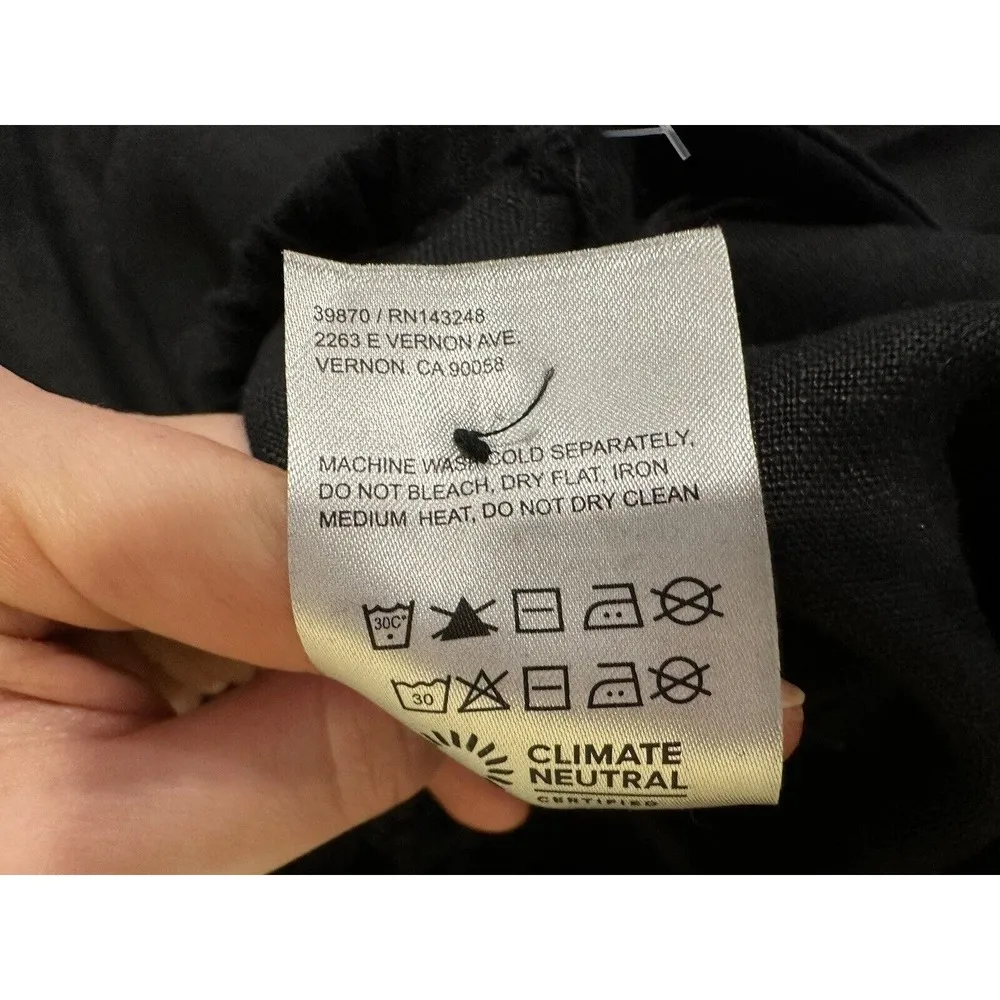 39870 / RN143248
2263 E VERNON AVE.
VERNON. CA 90058
MACHINE WASH COLD SEPARATELY,
DO NOT BLEACH, DRY FLAT, IRON
MEDIUM HEAT, DO NOT DRY CLEAN
30C°
30
CLIMATE
NEUTRAL
CERTIFIED